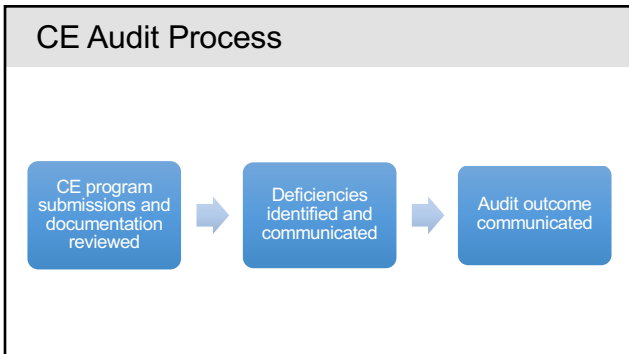 CE Audit Process
CE program
submissions and
documentation
reviewed
Deficiencies
identified and
communicated
Audit outcome
communicated